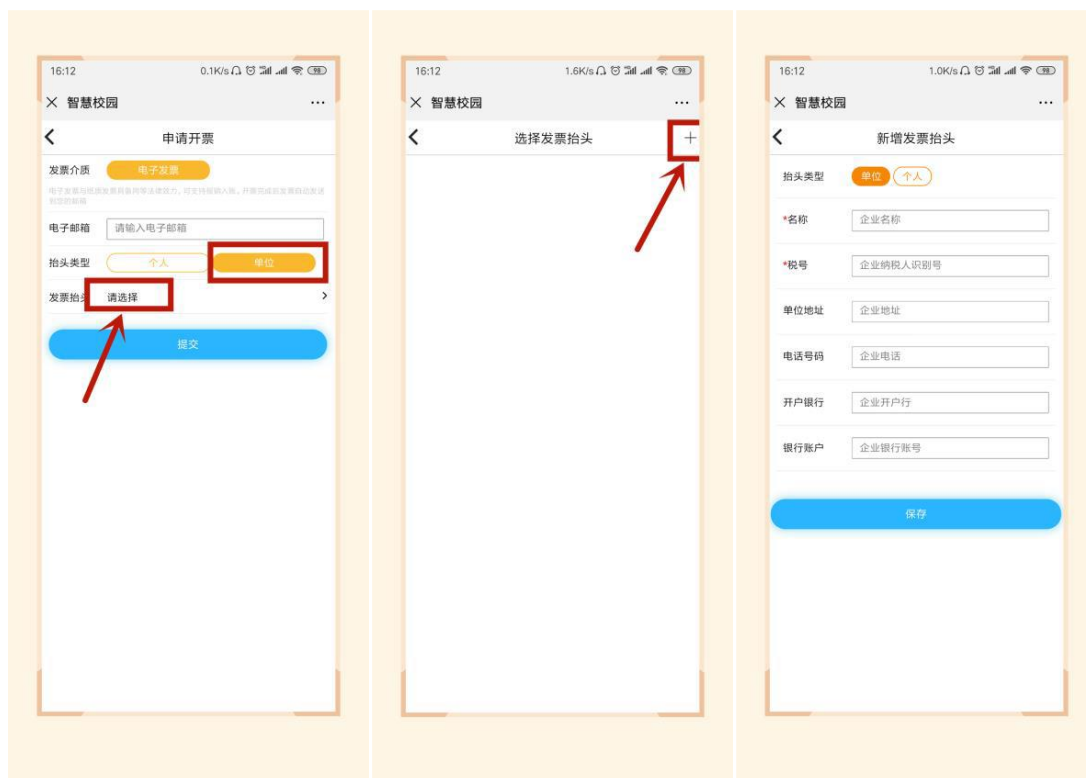 16:12
0.1K/s
98
智慧校园
申请开票
发票介质
电子发票
电子邮箱
请输入电子邮箱
抬头类型
个人
单位
发票抬头
请选择
提交
16:12
1.6K/s
98
智慧校园
选择发票抬头
16:12
1.0K/s
98
智慧校园
新增发票抬头
抬头类型
单位
个人
*名称
企业名称
*税号
企业纳税人识别号
单位地址
企业地址
电话号码
企业电话
开户银行
企业开户行
银行账户
企业银行账号
保存